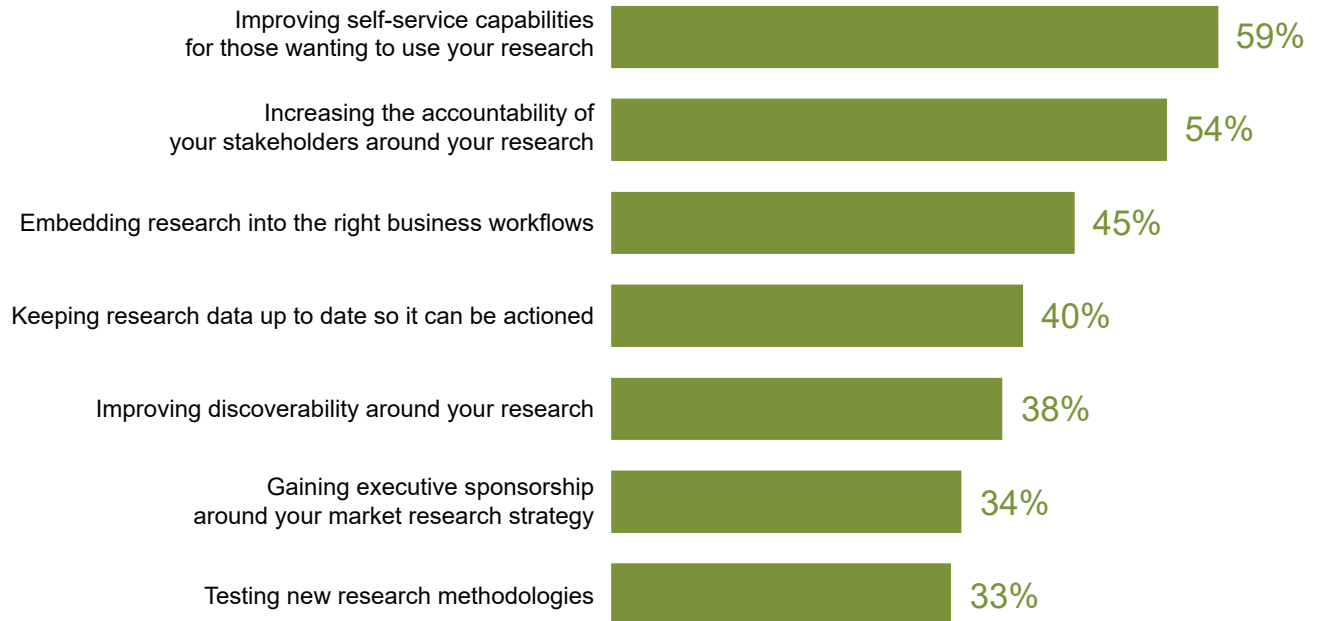 Improving self-service capabilities
for those wanting to use your research
59%
Increasing the accountability of
your stakeholders around your research
54%
Embedding research into the right business workflows
45%
Keeping research data up to date so it can be actioned
40%
Improving discoverability around your research
38%
Gaining executive sponsorship
around your market research strategy
34%
Testing new research methodologies
33%